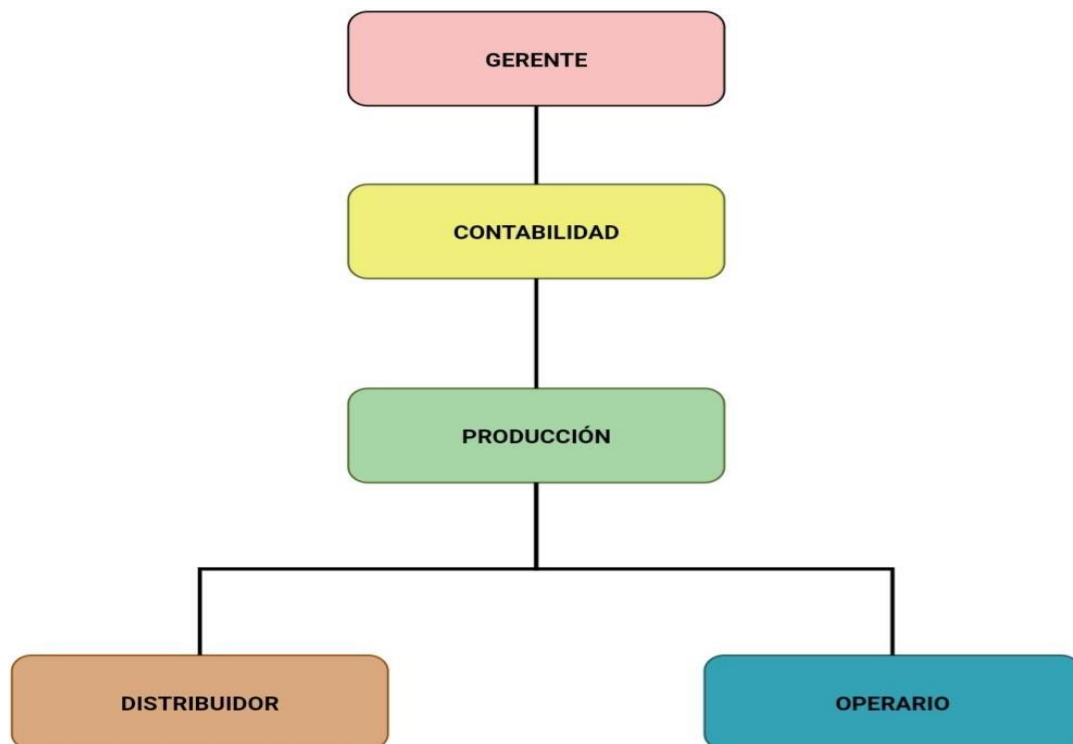 GERENTE
CONTABILIDAD
PRODUCCIÓN
DISTRIBUIDOR
OPERARIO